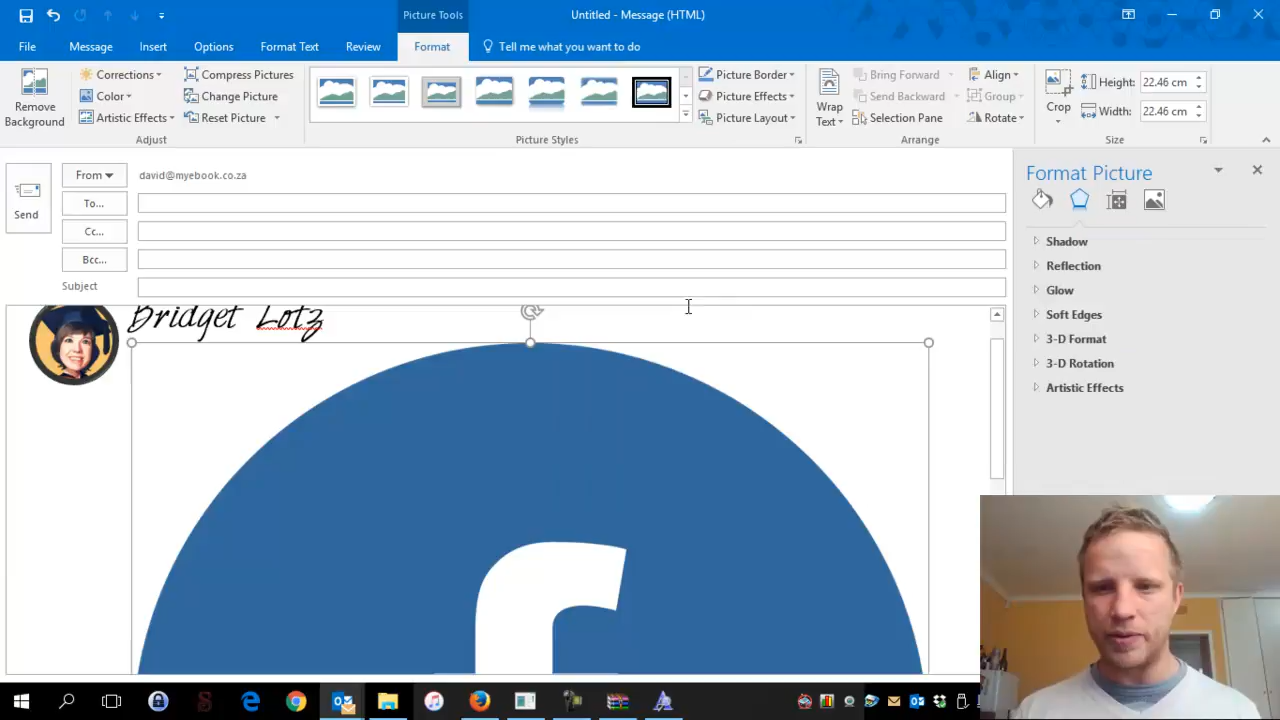 Picture Tools
Untitled - Message (HTML)
File
Message
Insert
Options
Format Text
Review
Format
Tell me what you want to do
Remove Background
Corrections
Color
Artistic Effects
Compress Pictures
Change Picture
Reset Picture
Adjust
Picture Styles
Picture Border
Picture Effects
Picture Layout
Wrap Text
Bring Forward
Send Backward
Selection Pane
Align
Group
Rotate
Arrange
Crop
Height: 22.46 cm
Width: 22.46 cm
Size
Send
From
david@myebook.co.za
To...
Cc...
Bcc...
Subject
Bridget Lotz
f
Format Picture
Shadow
Reflection
Glow
Soft Edges
3-D Format
3-D Rotation
Artistic Effects